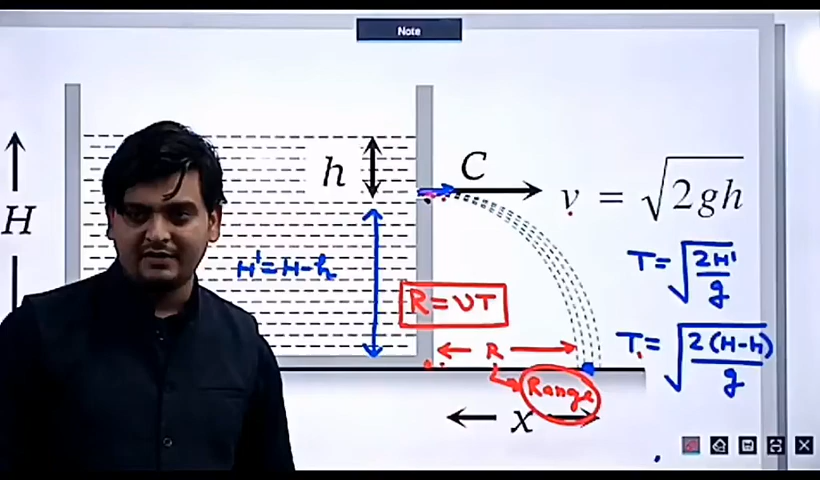 Note
h
C
H
v = √2gh
H' = H-h
T = √2H'/g
R = vT
T = √2(H-h)/g
R
Range
x